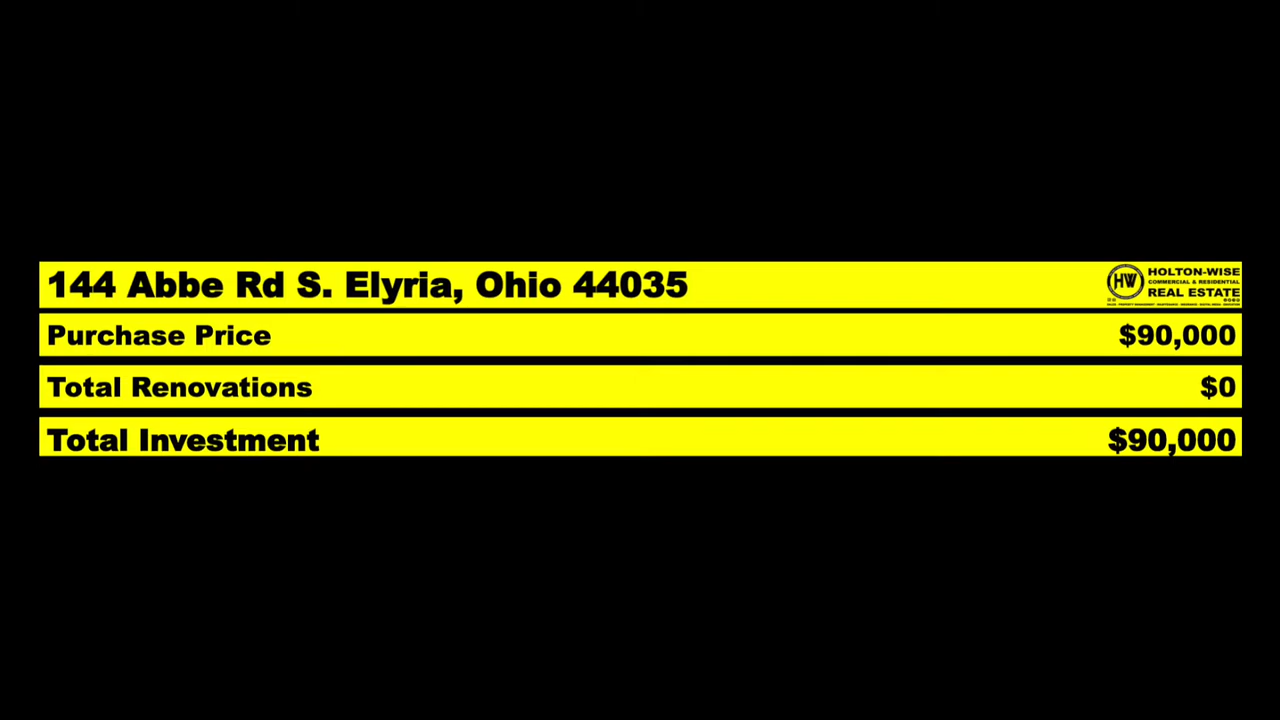 144 Abbe Rd S. Elyria, Ohio 44035
HW
HOLTON-WISE
COMMERCIAL & RESIDENTIAL
REAL ESTATE
Purchase Price $90,000
Total Renovations $0
Total Investment $90,000